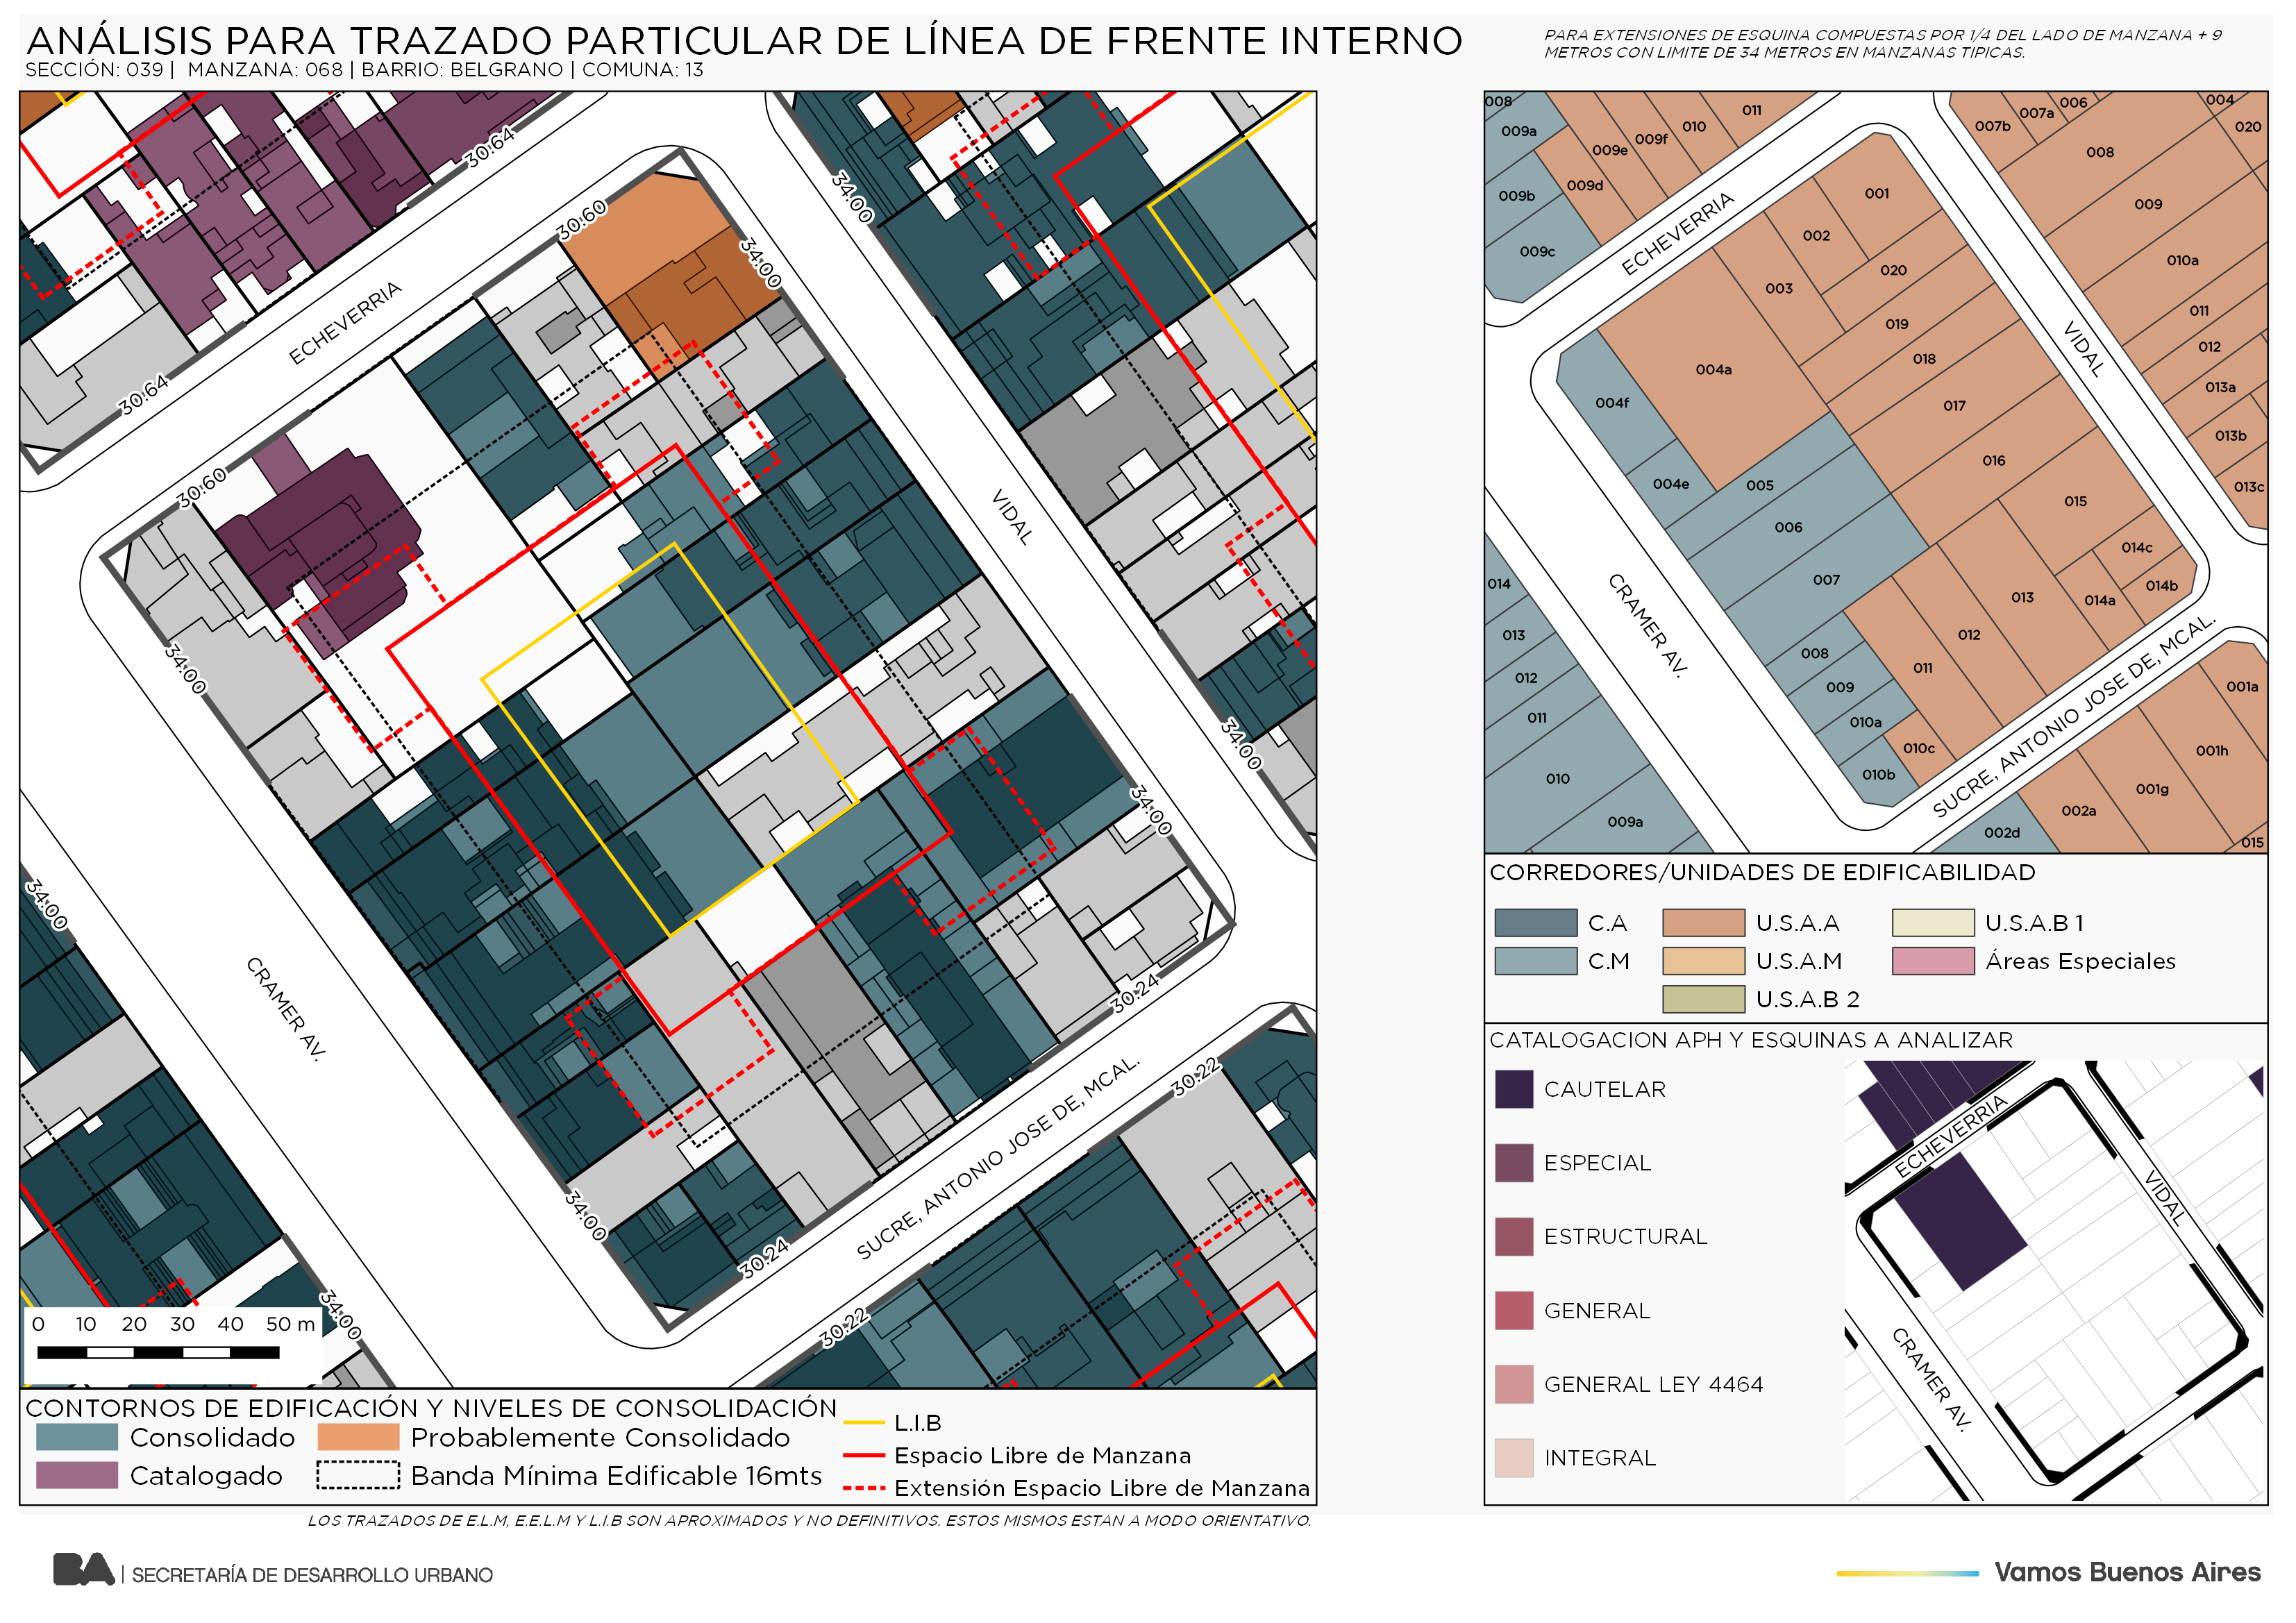 ANÁLISIS PARA TRAZADO PARTICULAR DE LÍNEA DE FRENTE INTERNO
SECCIÓN: 039 | MANZANA: 068 | BARRIO: BELGRANO | COMUNA: 13
PARA EXTENSIONES DE ESQUINA COMPUESTAS POR 1/4 DEL LADO DE MANZANA + 9
METROS CON LIMITE DE 34 METROS EN MANZANAS TIPICAS.
30.64
30.64
ECHEVERRIA
30.60
30.60
34.00
34.00
34.00
VIDAL
34.00
34.00
34.00
CRAMER AV.
34.00
30.24
30.24
SUCRE, ANTONIO JOSE DE, MCAL.
30.22
30.22
34.00
0 10 20 30 40 50 m
CONTORNOS DE EDIFICACIÓN Y NIVELES DE CONSOLIDACIÓN
Consolidado
Probablemente Consolidado
Catalogado
Banda Mínima Edificable 16mts
L.I.B
Espacio Libre de Manzana
Extensión Espacio Libre de Manzana
LOS TRAZADOS DE E.L.M, E.E.L.M Y L.I.B SON APROXIMADOS Y NO DEFINITIVOS. ESTOS MISMOS ESTAN A MODO ORIENTATIVO.
008
009a
009b
009c
009d
009e
009f
010
011
007b
007a
006
004
020
008
009
010a
011
012
013a
013b
013c
ECHEVERRIA
VIDAL
001
002
003
020
019
018
017
016
015
014c
014b
014a
013
012
011
004a
004f
004e
005
006
007
008
009
010a
010c
010b
CRAMER AV.
SUCRE, ANTONIO JOSE DE, MCAL.
014
013
012
011
010
009a
002d
002a
001g
001h
001a
015
CORREDORES/UNIDADES DE EDIFICABILIDAD
C.A
U.S.A.A
U.S.A.B 1
C.M
U.S.A.M
Áreas Especiales
U.S.A.B 2
CATALOGACION APH Y ESQUINAS A ANALIZAR
CAUTELAR
ESPECIAL
ESTRUCTURAL
GENERAL
GENERAL LEY 4464
INTEGRAL
ECHEVERRIA
VIDAL
CRAMER AV.
BA | SECRETARÍA DE DESARROLLO URBANO
Vamos Buenos Aires